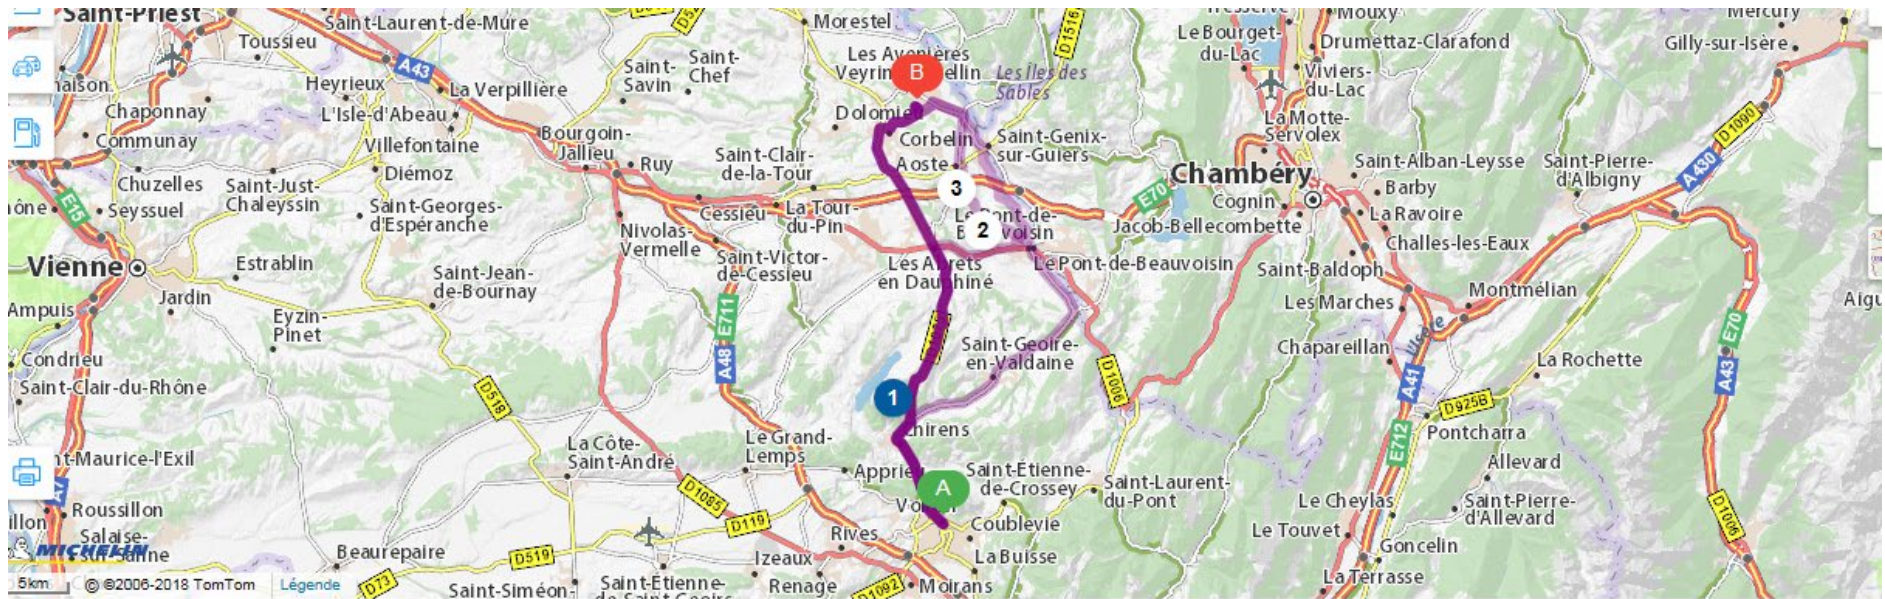 Saint-Priest
Saint-Laurent-de-Mure
Toussieu
A43
Heyrieux
La Verpillière
Chaponnay
L'Isle-d'Abeau
Communay
Villefontaine
Diémoz
Chuzelles
Saint-Just-
Chaleyssin
Seyssuel
E15
Saint-Georges-
d'Espéranche
Vienne
Estrablin
Jardin
Ampuis
Eyzin-
Pinet
Saint-Jean-
de-Bournay
Condrieu
Saint-Clair-du-Rhône
D518
A7
Roussillon
Salaise-
MICHELIN
5km
© ©2006-2018 TomTom
Légende
D73
Beaurepaire
D519
Saint-Siméon-
Saint-Étienne-
La Côte-
Saint-André
D1085
D119
Le Grand-
Lemps
Izeaux
Renage
Rives
D1092
Moirans
Saint-
Savin
Saint-
Chef
Morestel
D1516
Les Avenières
B
Les Îles des
Sables
Dolomieu
Corbelin
Aoste
Saint-Genix-
sur-Guiers
Bourgoin-
Jallieu
Ruy
Saint-Clair-
de-la-Tour
Cessieu
La Tour-
du-Pin
Nivolas-
Vermelle
Saint-Victor-
de-Cessieu
E711
A48
3
2
Le Pont-de-Beauvoisin
Les Abrets
en Dauphiné
Saint-Geoire-
en-Valdaine
1
Chirens
Apprieu
A
Saint-Étienne-
de-Crossey
Saint-Laurent-
du-Pont
Coublevie
La Buisse
D1006
E70
Le Bourget-
du-Lac
Mouxy
Drumettaz-Clarafond
Viviers-
du-Lac
La Motte-
Servolex
Chambéry
Cognin
Jacob-Bellecombette
Saint-Alban-Leysse
Barby
La Ravoire
Challes-les-Eaux
Saint-Baldoph
Les Marches
Montmélian
Chapareillan
Isère
A41
E712
D925B
Pontcharra
La Rochette
Allevard
Le Cheylas
Saint-Pierre-
d'Allevard
Le Touvet
Goncelin
La Terrasse
Mercury
Gilly-sur-Isère
D1090
A430
Saint-Pierre-
d'Albigny
E70
A43
D1006